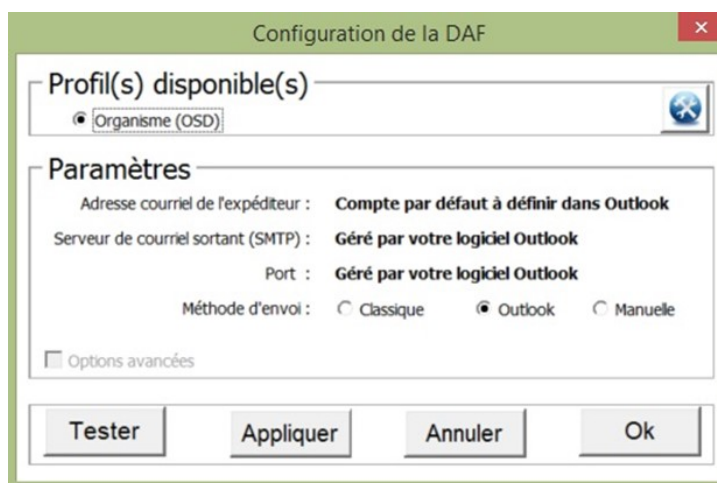 Configuration de la DAF
Profil(s) disponible(s)
Organisme (OSD)
Paramètres
Adresse courriel de l'expéditeur : Compte par défaut à définir dans Outlook
Serveur de courriel sortant (SMTP) : Géré par votre logiciel Outlook
Port : Géré par votre logiciel Outlook
Méthode d'envoi : Classique Outlook Manuelle
Options avancées
Tester Appliquer Annuler Ok